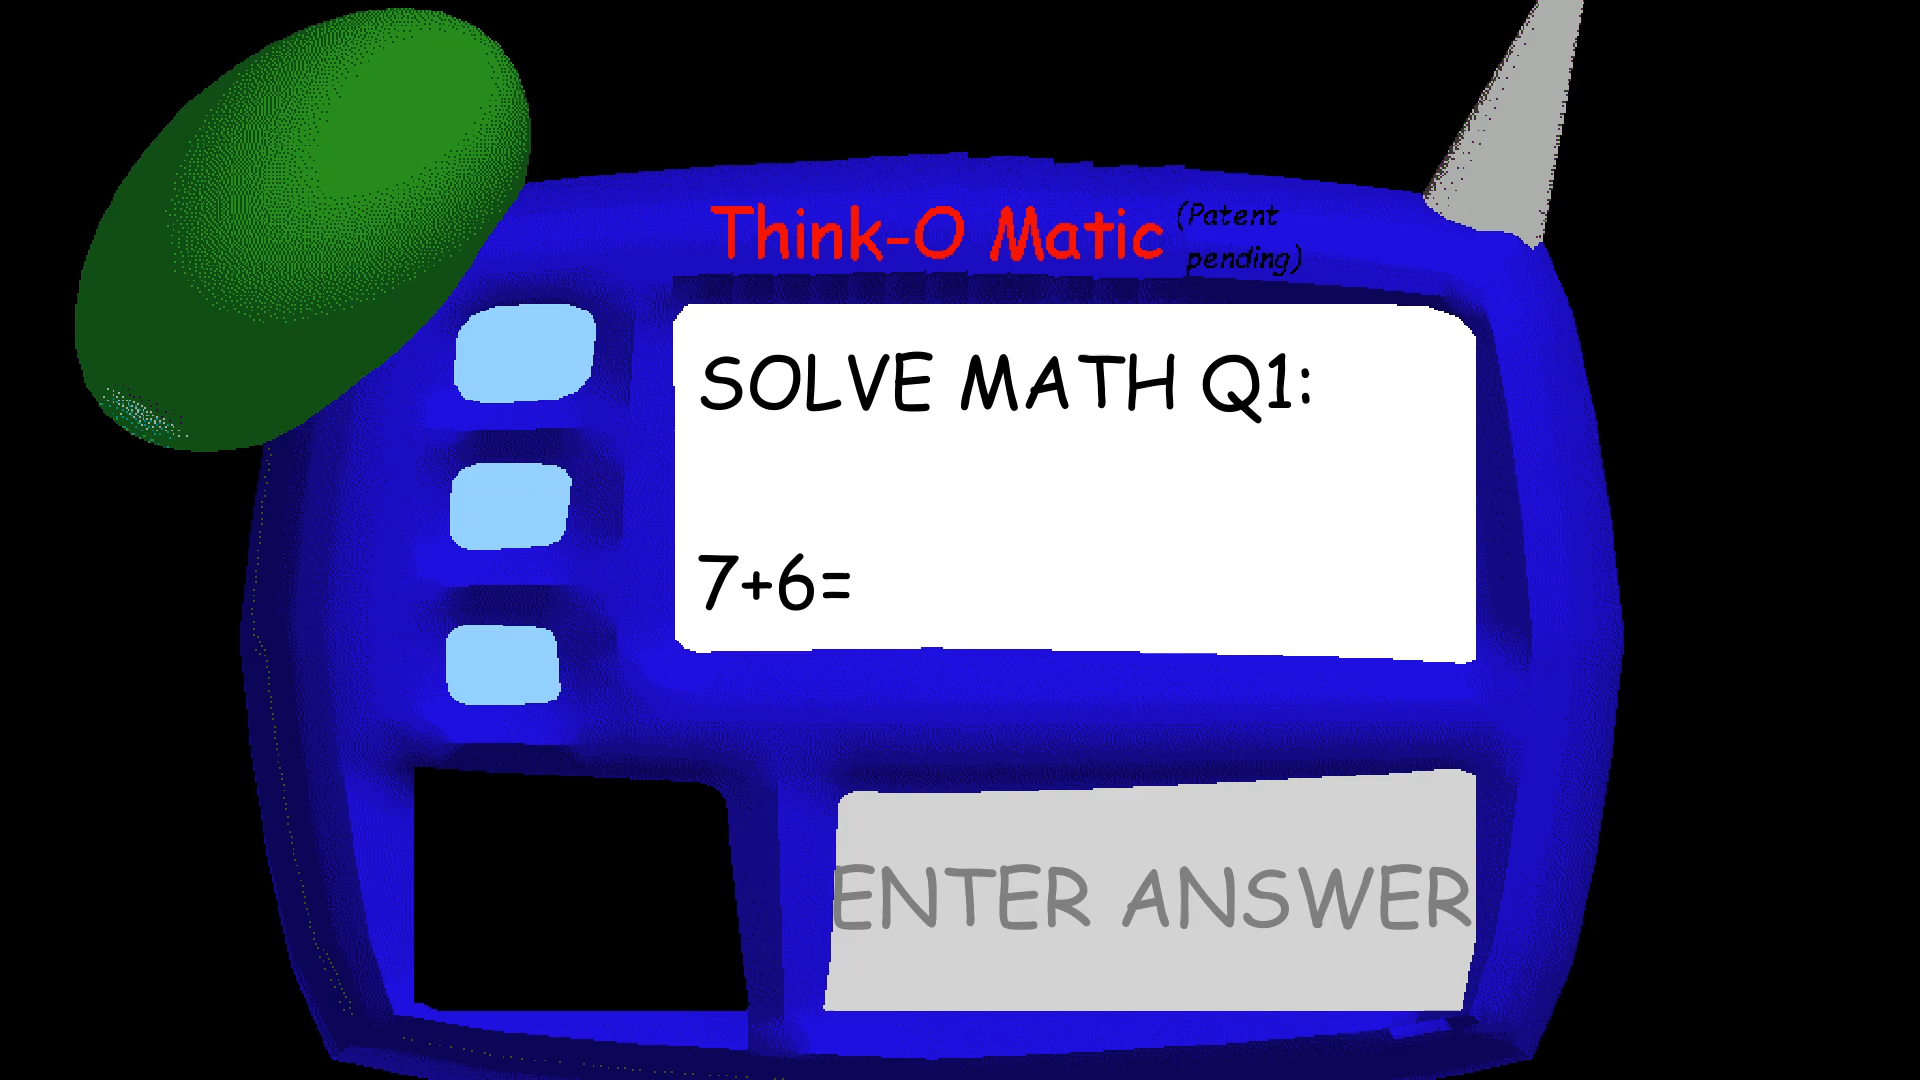 Think-O Matic (Patent
pending)
SOLVE MATH Q1:
7+6=
ENTER ANSWER